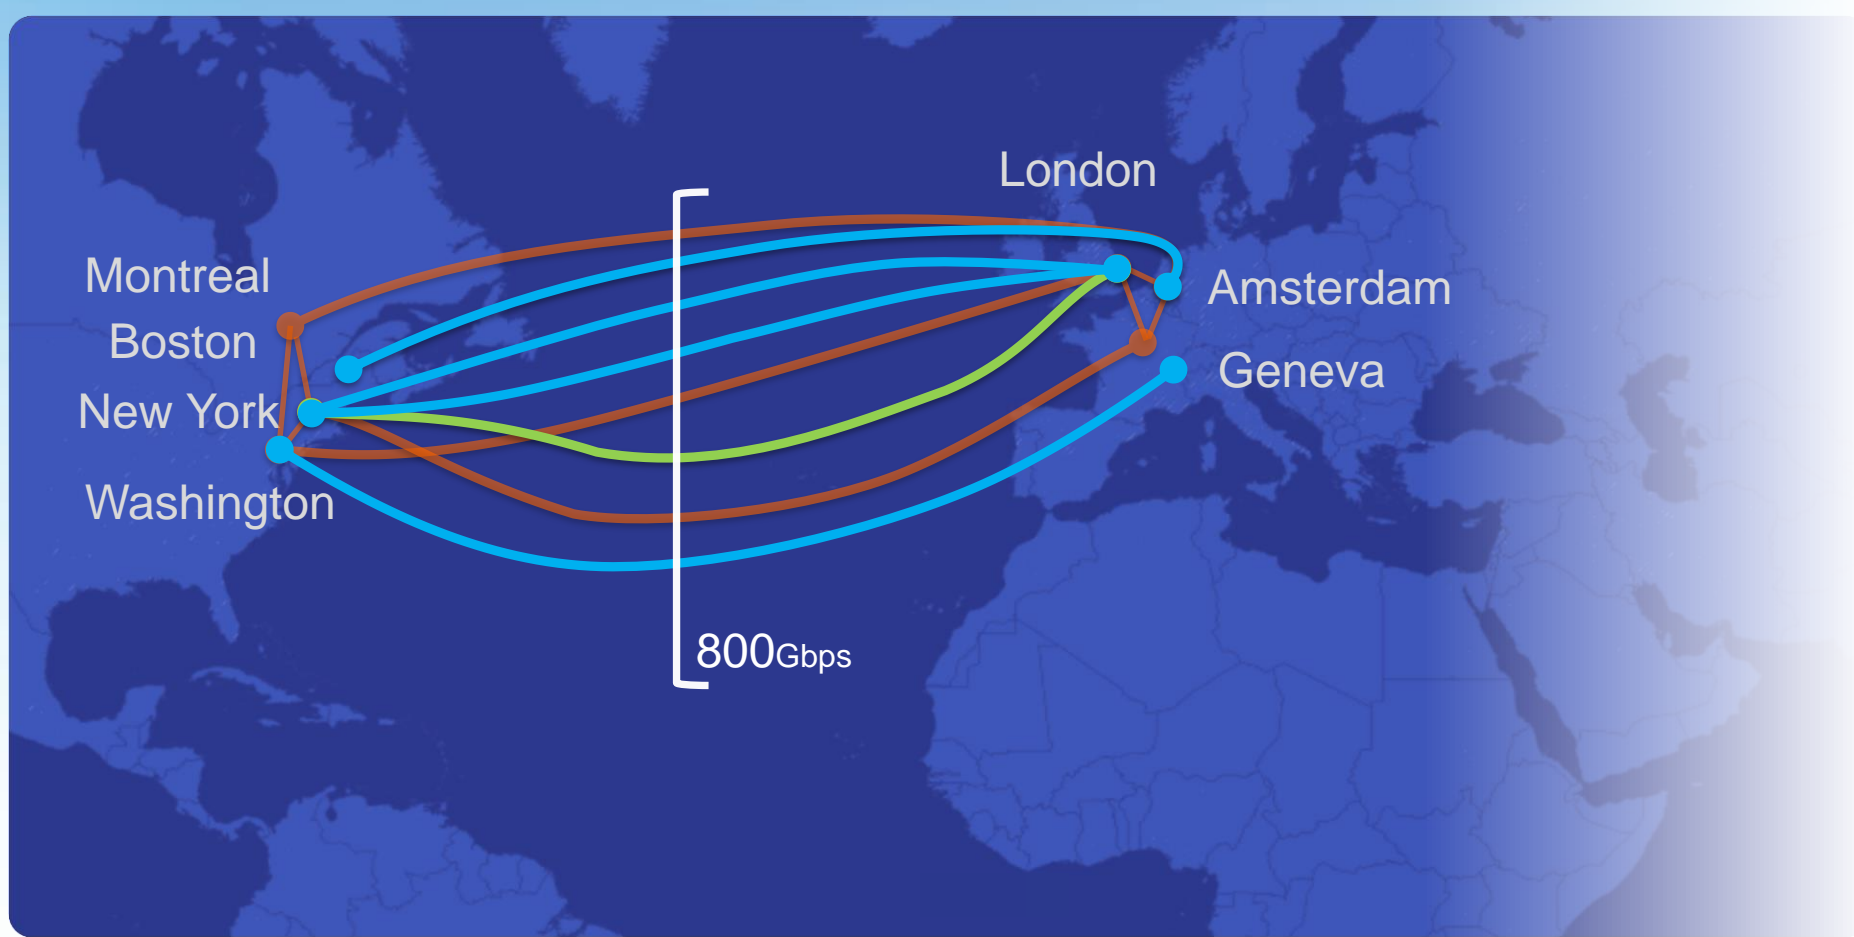 London
Montreal
Amsterdam
Boston
Geneva
New York
Washington
800Gbps